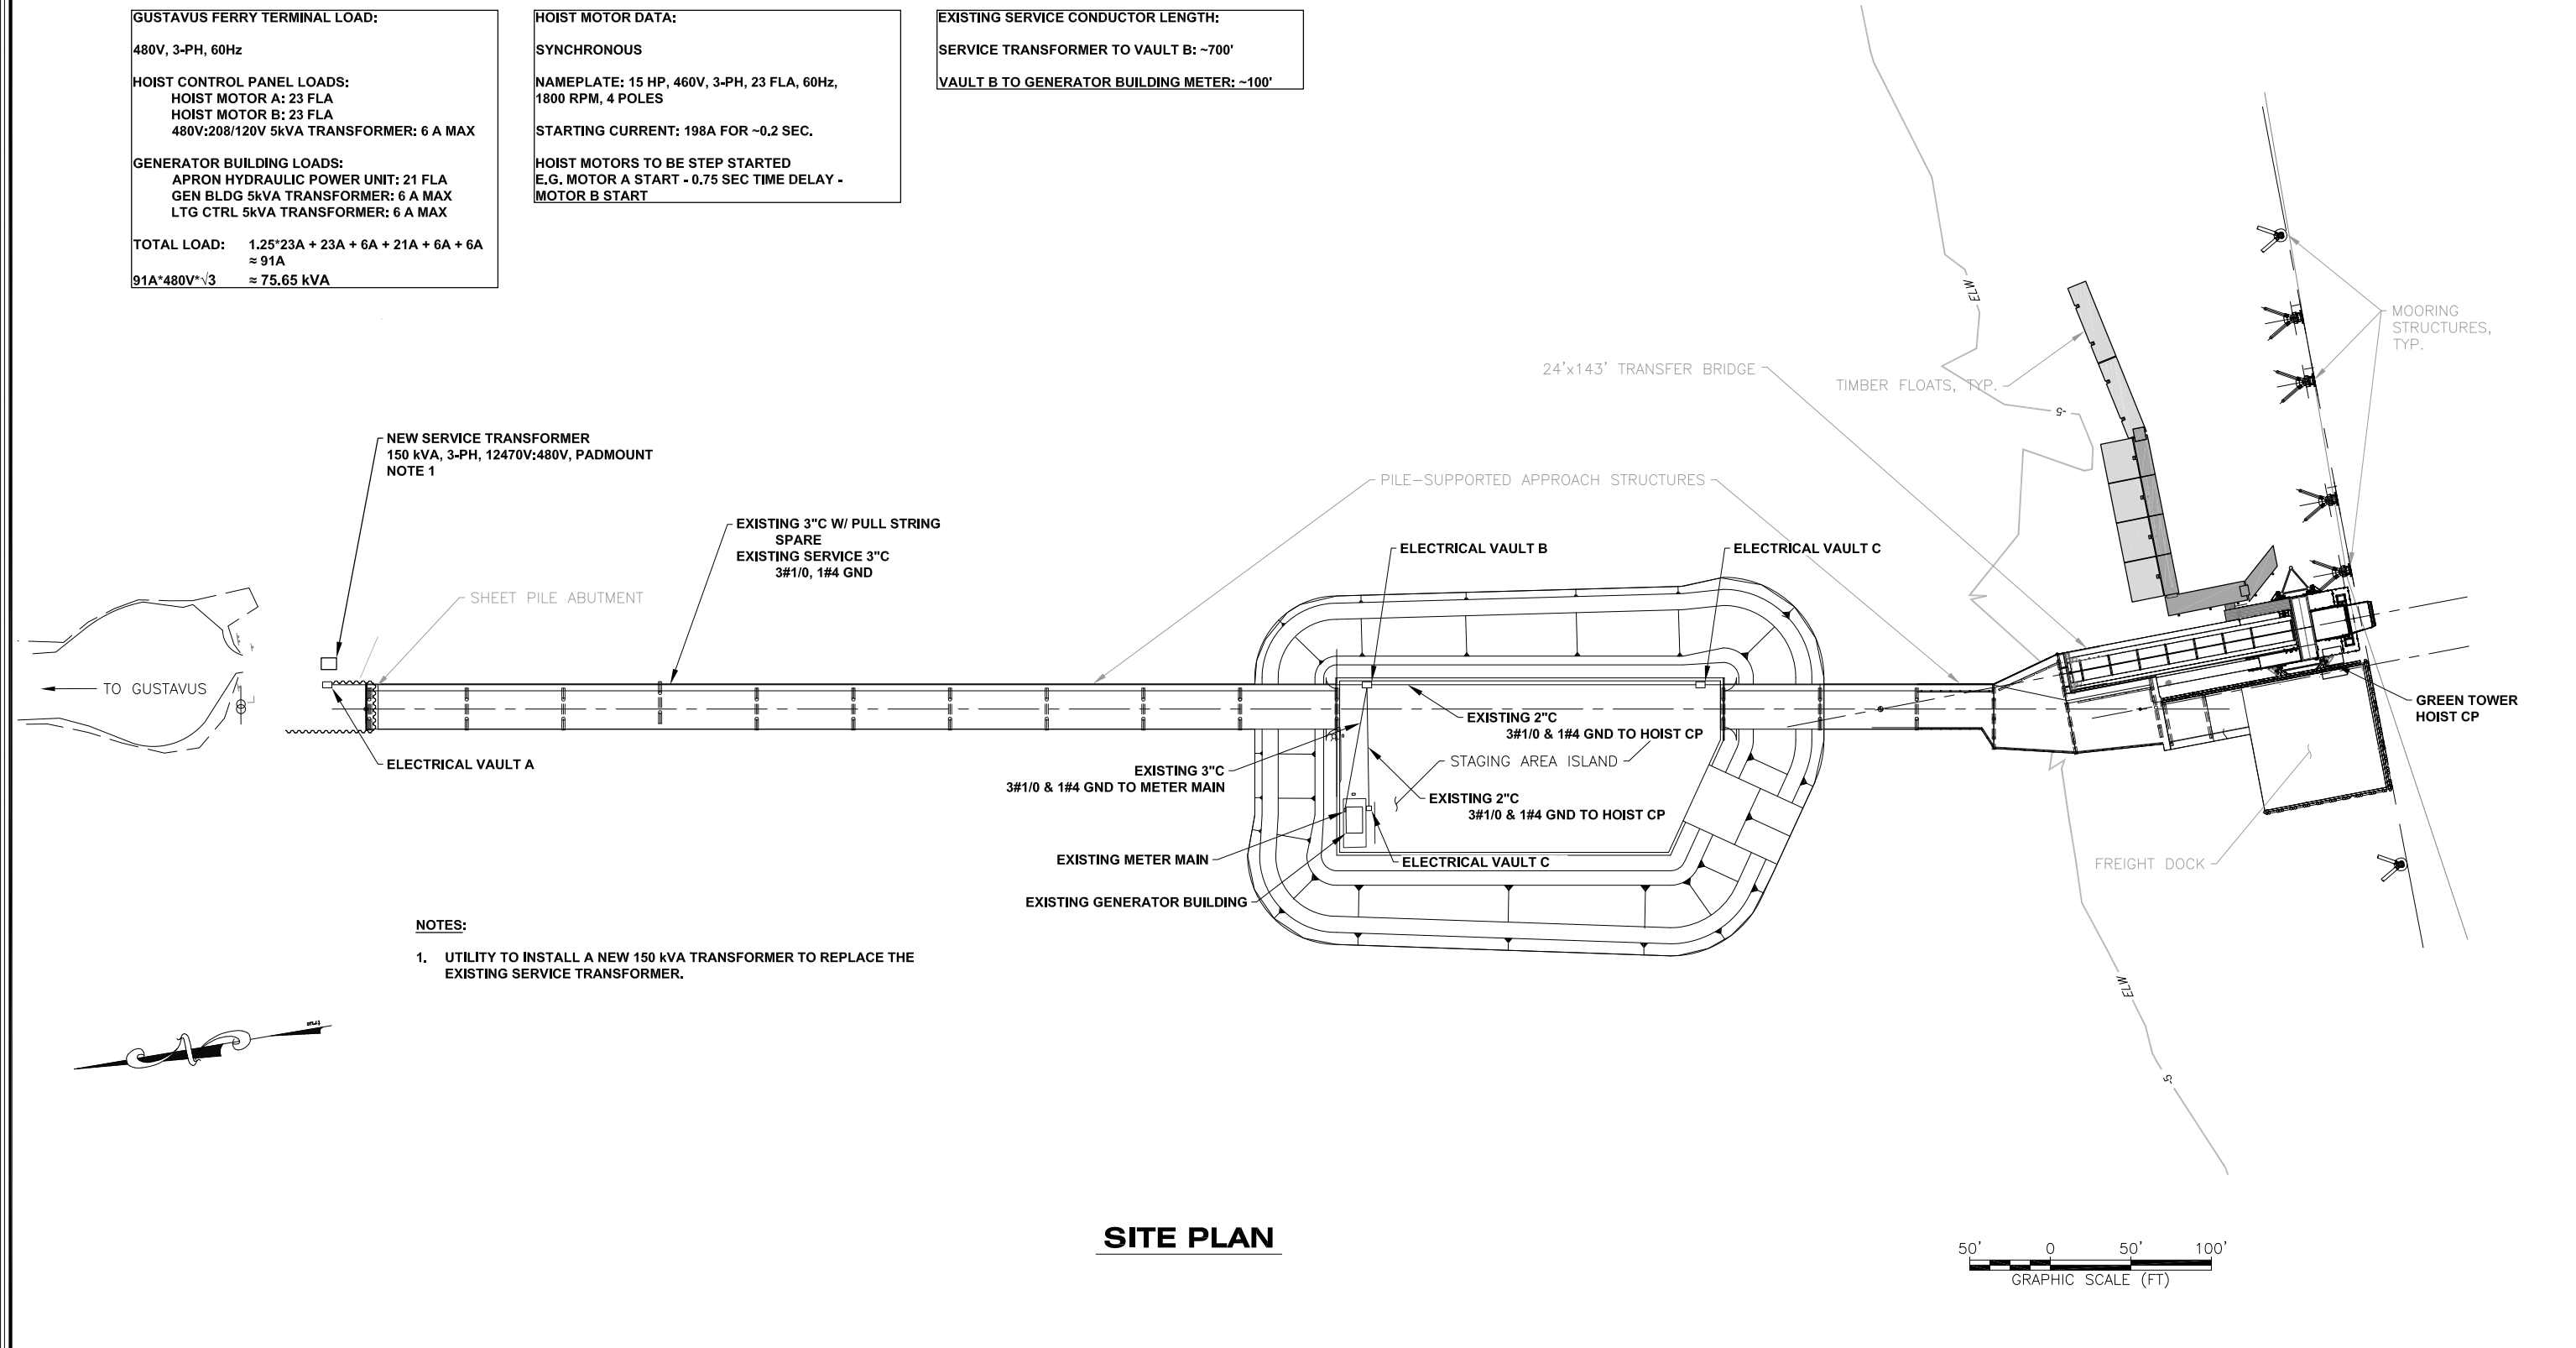 GUSTAVUS FERRY TERMINAL LOAD:
480V, 3-PH, 60Hz
HOIST CONTROL PANEL LOADS:
HOIST MOTOR A: 23 FLA
HOIST MOTOR B: 23 FLA
480V:208/120V 5kVA TRANSFORMER: 6 A MAX
GENERATOR BUILDING LOADS:
APRON HYDRAULIC POWER UNIT: 21 FLA
GEN BLDG 5kVA TRANSFORMER: 6 A MAX
LTG CTRL 5kVA TRANSFORMER: 6 A MAX
TOTAL LOAD: 1.25*23A + 23A + 6A + 21A + 6A + 6A
≈ 91A
91A*480V*√3 ≈ 75.65 kVA
HOIST MOTOR DATA:
SYNCHRONOUS
NAMEPLATE: 15 HP, 460V, 3-PH, 23 FLA, 60Hz,
1800 RPM, 4 POLES
STARTING CURRENT: 198A FOR ~0.2 SEC.
HOIST MOTORS TO BE STEP STARTED
E.G. MOTOR A START - 0.75 SEC TIME DELAY -
MOTOR B START
EXISTING SERVICE CONDUCTOR LENGTH:
SERVICE TRANSFORMER TO VAULT B: ~700'
VAULT B TO GENERATOR BUILDING METER: ~100'
ELW
MOORING
STRUCTURES,
TYP.
24'x143' TRANSFER BRIDGE
TIMBER FLOATS, TYP.
-5
NEW SERVICE TRANSFORMER
150 kVA, 3-PH, 12470V:480V, PADMOUNT
NOTE 1
PILE-SUPPORTED APPROACH STRUCTURES
EXISTING 3"C W/ PULL STRING
SPARE
EXISTING SERVICE 3"C
3#1/0, 1#4 GND
ELECTRICAL VAULT B
ELECTRICAL VAULT C
SHEET PILE ABUTMENT
TO GUSTAVUS
GREEN TOWER
HOIST CP
EXISTING 2"C
3#1/0 & 1#4 GND TO HOIST CP
ELECTRICAL VAULT A
STAGING AREA ISLAND
EXISTING 3"C
3#1/0 & 1#4 GND TO METER MAIN
EXISTING 2"C
3#1/0 & 1#4 GND TO HOIST CP
EXISTING METER MAIN
ELECTRICAL VAULT C
FREIGHT DOCK
EXISTING GENERATOR BUILDING
NOTES:
1. UTILITY TO INSTALL A NEW 150 kVA TRANSFORMER TO REPLACE THE
EXISTING SERVICE TRANSFORMER.
ELW
true
N
-5
SITE PLAN
50' 0 50' 100'
GRAPHIC SCALE (FT)